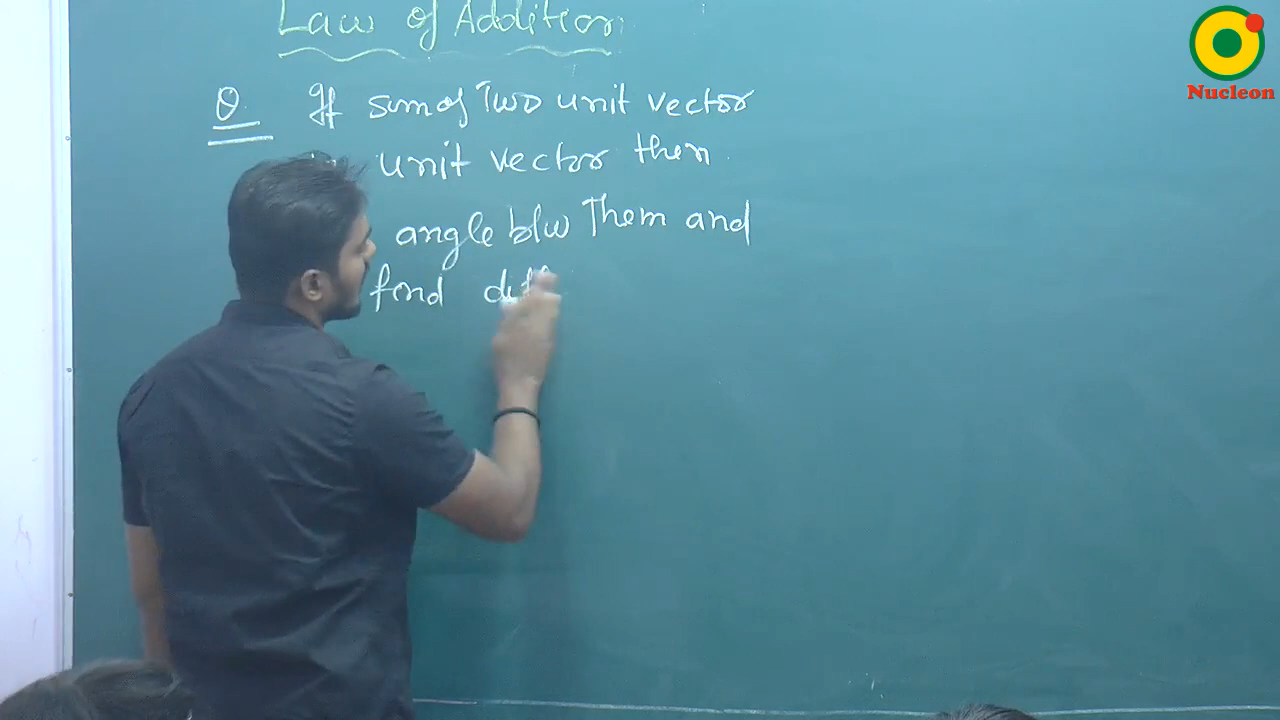 Law of Addition
Nucleon
Q. If sum of Two unit vector
unit vector then
angle b/w Them and
find